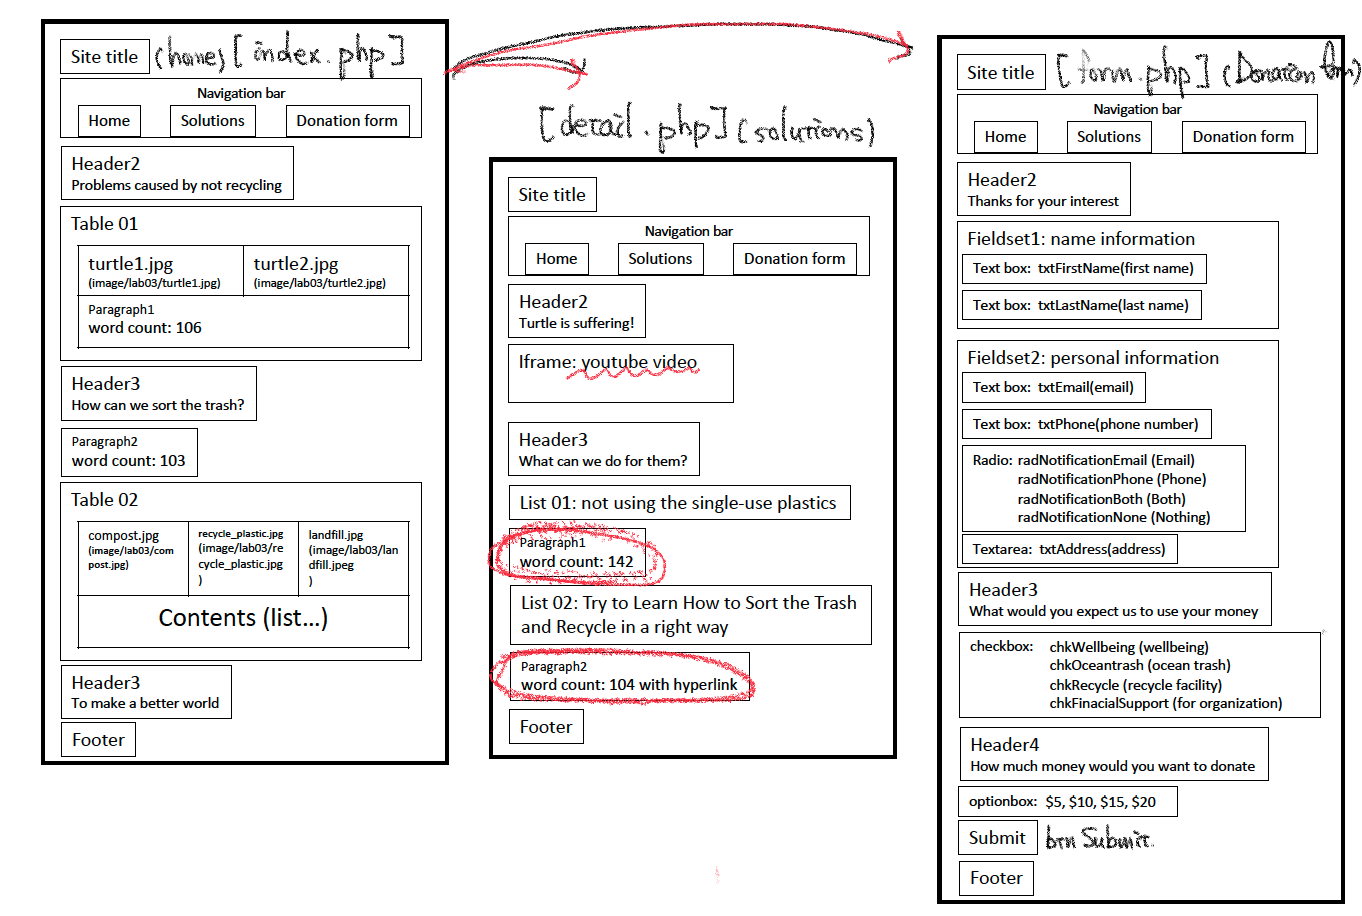 Site title (home) [index.php]
Navigation bar
Home Solutions Donation form
Header2
Problems caused by not recycling
Table 01
turtle1.jpg turtle2.jpg
(image/lab03/turtle1.jpg) (image/lab03/turtle2.jpg)
Paragraph1
word count: 106
Header3
How can we sort the trash?
Paragraph2
word count: 103
Table 02
compost.jpg
(image/lab03/com
post.jpg)
recycle_plastic.jpg
(image/lab03/re
cycle_plastic.jpg
)
landfill.jpg
(image/lab03/lan
dfill.jpeg
)
Contents (list...)
Header3
To make a better world
Footer
[detail.php] (solutions)
Site title
Navigation bar
Home Solutions Donation form
Header2
Turtle is suffering!
Iframe: youtube video
Header3
What can we do for them?
List 01: not using the single-use plastics
Paragraph1
word count: 142
List 02: Try to Learn How to Sort the Trash
and Recycle in a right way
Paragraph2
word count: 104 with hyperlink
Footer
Site title [form.php] (Donation form)
Navigation bar
Home Solutions Donation form
Header2
Thanks for your interest
Fieldset1: name information
Text box: txtFirstName(first name)
Text box: txtLastName(last name)
Fieldset2: personal information
Text box: txtEmail(email)
Text box: txtPhone(phone number)
Radio: radNotificationEmail (Email)
radNotificationPhone (Phone)
radNotificationBoth (Both)
radNotificationNone (Nothing)
Textarea: txtAddress(address)
Header3
What would you expect us to use your money
checkbox: chkWellbeing (wellbeing)
chkOceantrash (ocean trash)
chkRecycle (recycle facility)
chkFinacialSupport (for organization)
Header4
How much money would you want to donate
optionbox: $5, $10, $15, $20
Submit btn Submit.
Footer